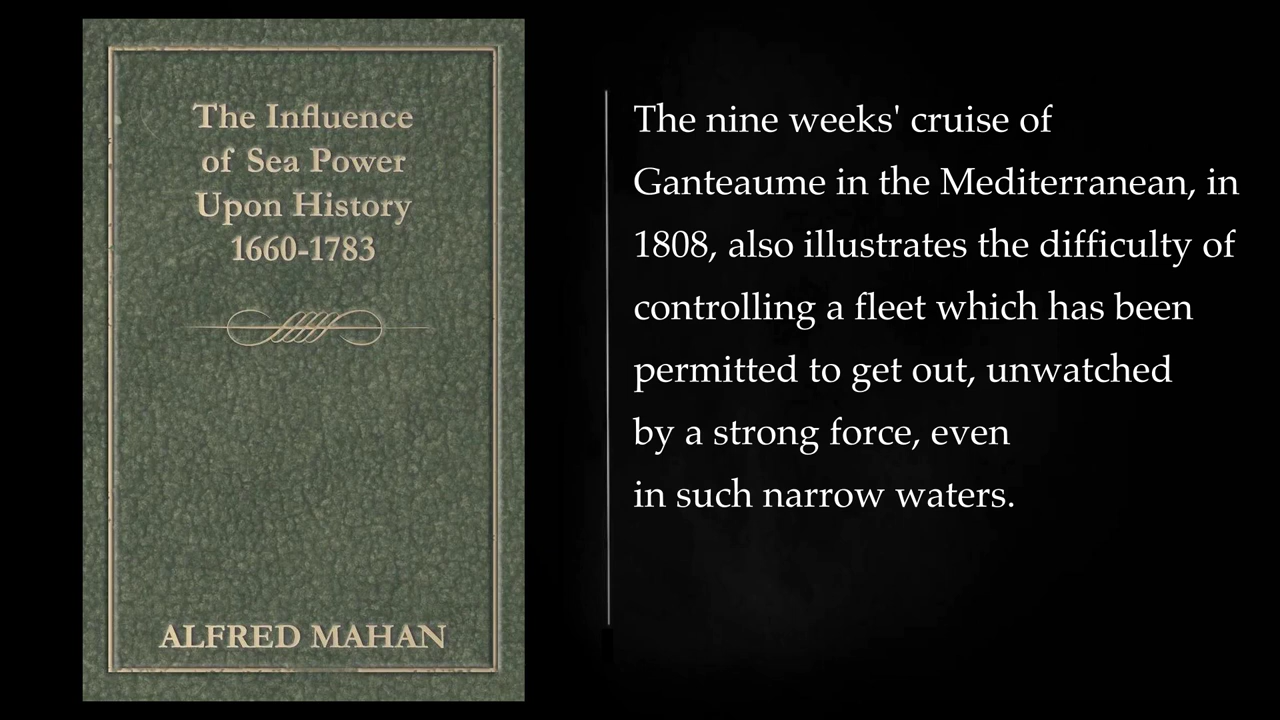 The Influence
of Sea Power
Upon History
1660-1783
ALFRED MAHAN
The nine weeks' cruise of
Ganteaume in the Mediterranean, in
1808, also illustrates the difficulty of
controlling a fleet which has been
permitted to get out, unwatched
by a strong force, even
in such narrow waters.